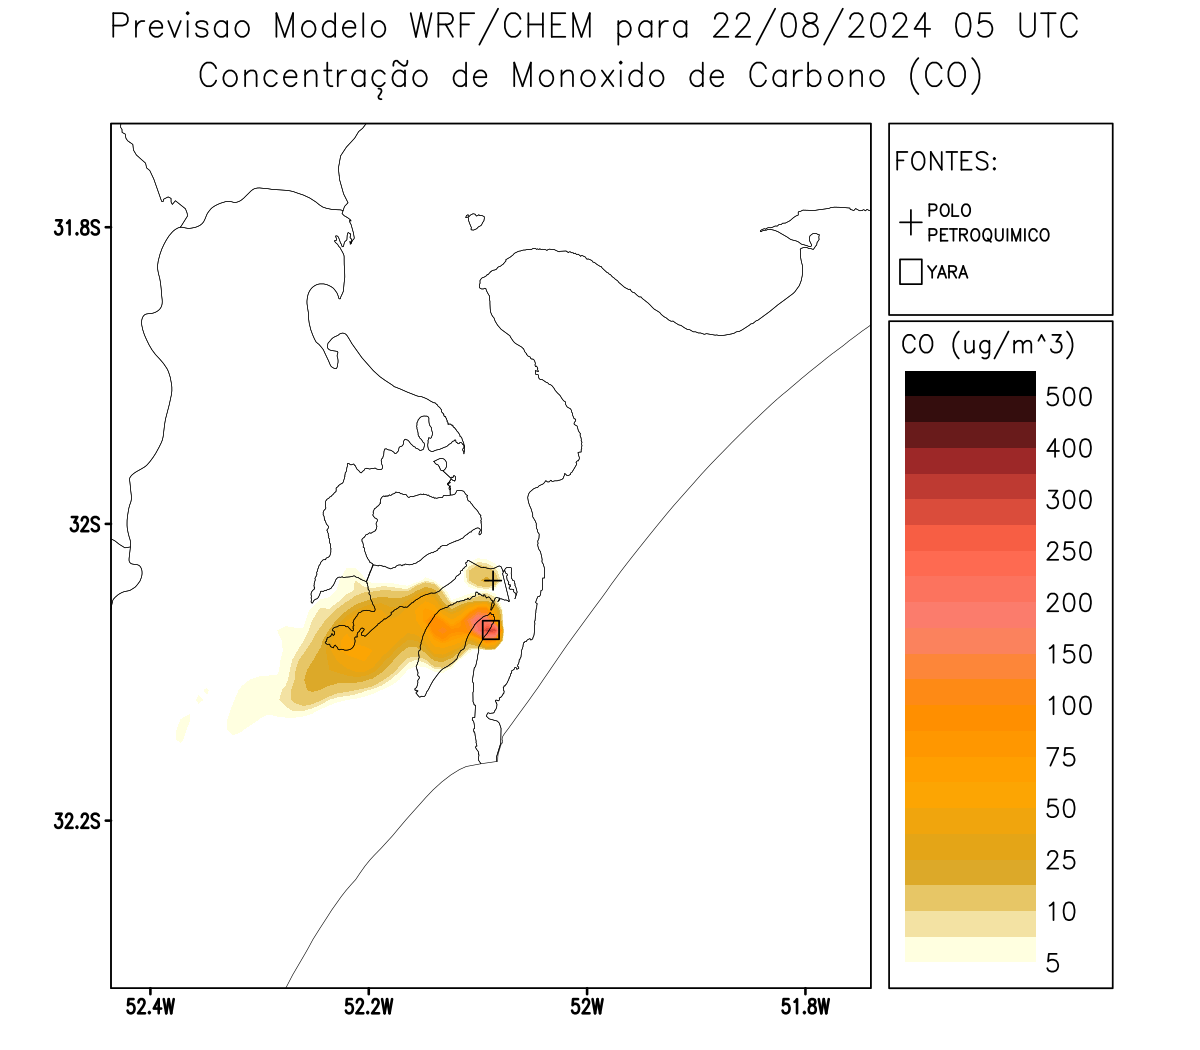 Previsao Modelo WRF/CHEM para 22/08/2024 05 UTC
Concentração de Monoxido de Carbono (CO)
FONTES:
POLO
PETROQUIMICO
YARA
CO (ug/m^3)
500
400
300
250
200
150
100
75
50
25
10
5
31.8S
32S
32.2S
52.4W
52.2W
52W
51.8W